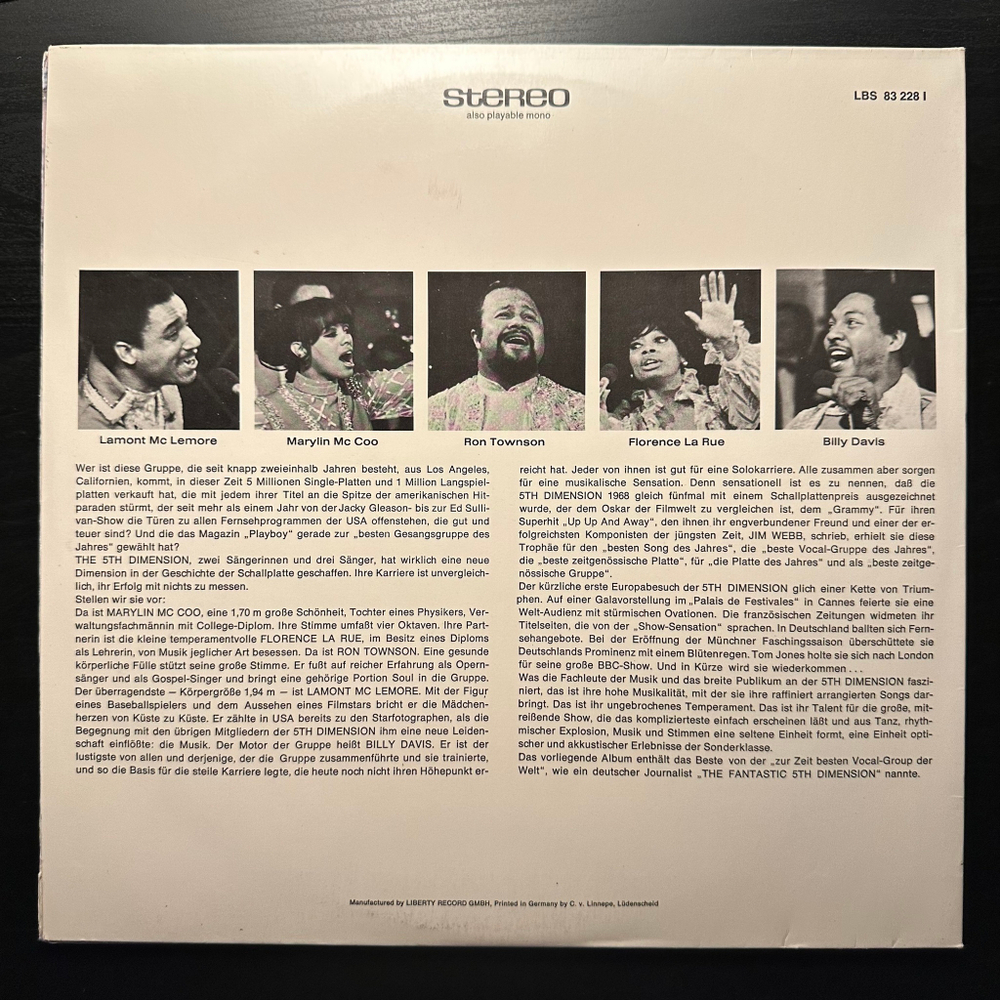 stereo
also playable mono
LBS 83 228 I
Lamont Mc Lemore
Marylin Mc Coo
Ron Townson
Florence La Rue
Billy Davis
Wer ist diese Gruppe, die seit knapp zweieinhalb Jahren besteht, aus Los Angeles,
Californien, kommt, in dieser Zeit 5 Millionen Single-Platten und 1 Million Langspiel-
platten verkauft hat, die mit jedem ihrer Titel an die Spitze der amerikanischen Hit-
paraden stürmt, der seit mehr als einem Jahr von der Jacky Gleason- bis zur Ed Sulli-
van-Show die Türen zu allen Fernsehprogrammen der USA offenstehen, die gut und
teuer sind? Und die das Magazin „Playboy“ gerade zur „besten Gesangsgruppe des
Jahres“ gewählt hat?
THE 5TH DIMENSION, zwei Sängerinnen und drei Sänger, hat wirklich eine neue
Dimension in der Geschichte der Schallplatte geschaffen. Ihre Karriere ist unvergleich-
lich, ihr Erfolg mit nichts zu messen.
Stellen wir sie vor:
Da ist MARYLIN MC COO, eine 1,70 m große Schönheit, Tochter eines Physikers, Ver-
waltungsfachmännin mit College-Diplom. Ihre Stimme umfaßt vier Oktaven. Ihre Part-
nerin ist die kleine temperamentvolle FLORENCE LA RUE, im Besitz eines Diploms
als Lehrerin, von Musik jeglicher Art besessen. Da ist RON TOWNSON. Eine gesunde
körperliche Fülle stützt seine große Stimme. Er fußt auf reicher Erfahrung als Opern-
sänger und als Gospel-Singer und bringt eine gehörige Portion Soul in die Gruppe.
Der überragendste — Körpergröße 1,94 m — ist LAMONT MC LEMORE. Mit der Figur
eines Baseballspielers und dem Aussehen eines Filmstars bricht er die Mädchen-
herzen von Küste zu Küste. Er zählte in USA bereits zu den Starfotographen, als die
Begegnung mit den übrigen Mitgliedern der 5TH DIMENSION ihm eine neue Leiden-
schaft einflößte: die Musik. Der Motor der Gruppe heißt BILLY DAVIS. Er ist der
lustigste von allen und derjenige, der die Gruppe zusammenführte und sie trainierte,
und so die Basis für die steile Karriere legte, die heute noch nicht ihren Höhepunkt er-
reicht hat. Jeder von ihnen ist gut für eine Solokarriere. Alle zusammen aber sorgen
für eine musikalische Sensation. Denn sensationell ist es zu nennen, daß die
5TH DIMENSION 1968 gleich fünfmal mit einem Schallplattenpreis ausgezeichnet
wurde, der dem Oskar der Filmwelt zu vergleichen ist, dem „Grammy“. Für ihren
Superhit „Up Up And Away“, den ihnen ihr engverbundener Freund und einer der er-
folgreichsten Komponisten der jüngsten Zeit, JIM WEBB, schrieb, erhielt sie diese
Trophäe für den „besten Song des Jahres“, die „beste Vocal-Gruppe des Jahres“,
die „beste zeitgenössische Platte“, für „die Platte des Jahres“ und als „beste zeitge-
nössische Gruppe“.
Der kürzliche erste Europabesuch der 5TH DIMENSION glich einer Kette von Trium-
phen. Auf einer Galavorstellung im „Palais de Festivales“ in Cannes feierte sie eine
Welt-Audienz mit stürmischen Ovationen. Die französischen Zeitungen widmeten ihr
Titelseiten, die von der „Show-Sensation“ sprachen. In Deutschland ballten sich Fern-
sehangebote. Bei der Eröffnung der Münchner Faschingssaison überschüttete sie
Deutschlands Prominenz mit einem Blütenregen. Tom Jones holte sie sich nach London
für seine große BBC-Show. Und in Kürze wird sie wiederkommen . . .
Was die Fachleute der Musik und das breite Publikum an der 5TH DIMENSION faszi-
niert, das ist ihre hohe Musikalität, mit der sie ihre raffiniert arrangierten Songs dar-
bringt. Das ist ihr ungebrochenes Temperament. Das ist ihr Talent für die große, mit-
reißende Show, die das komplizierteste einfach erscheinen läßt und aus Tanz, rhyth-
mischer Explosion, Musik und Stimmen eine seltene Einheit formt, eine Einheit opti-
scher und akkustischer Erlebnisse der Sonderklasse.
Das vorliegende Album enthält das Beste von der „zur Zeit besten Vocal-Group der
Welt“, wie ein deutscher Journalist „THE FANTASTIC 5TH DIMENSION“ nannte.
Manufactured by LIBERTY RECORD GMBH, Printed in Germany by C. v. Linnepe, Lüdenscheid